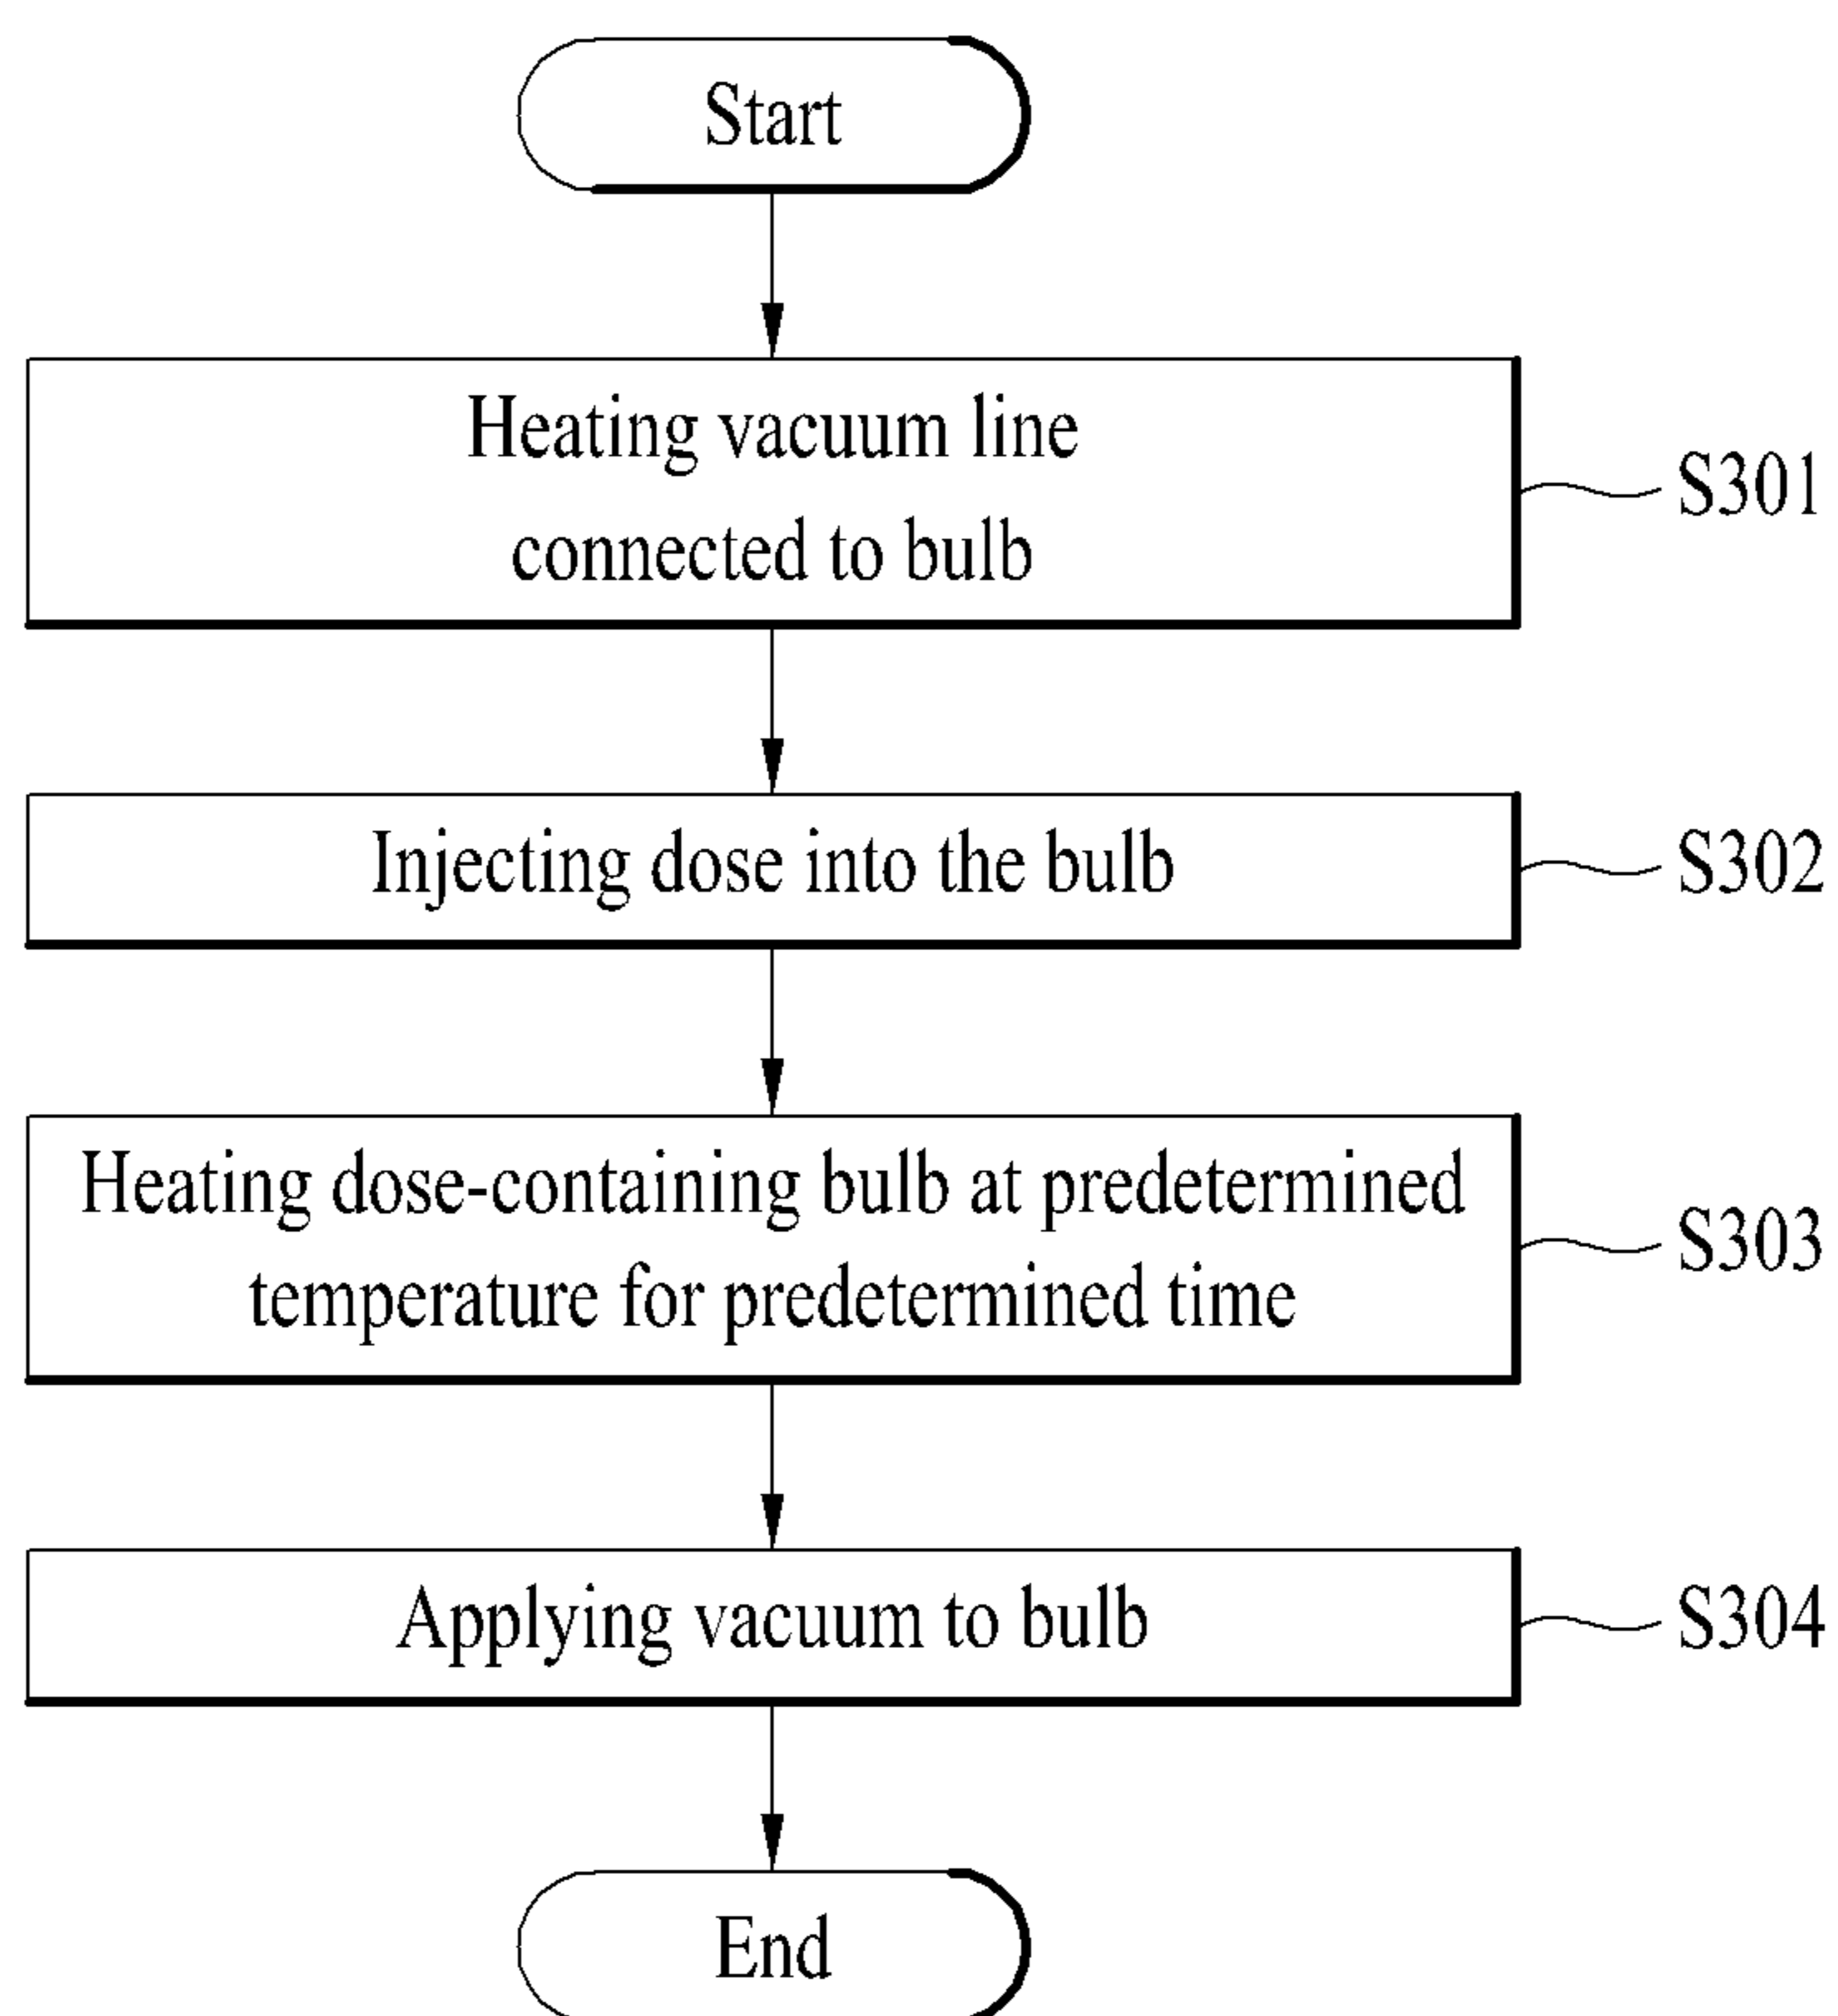 Start
Heating vacuum line
connected to bulb
S301
Injecting dose into the bulb
S302
Heating dose-containing bulb at predetermined
temperature for predetermined time
S303
Applying vacuum to bulb
S304
End